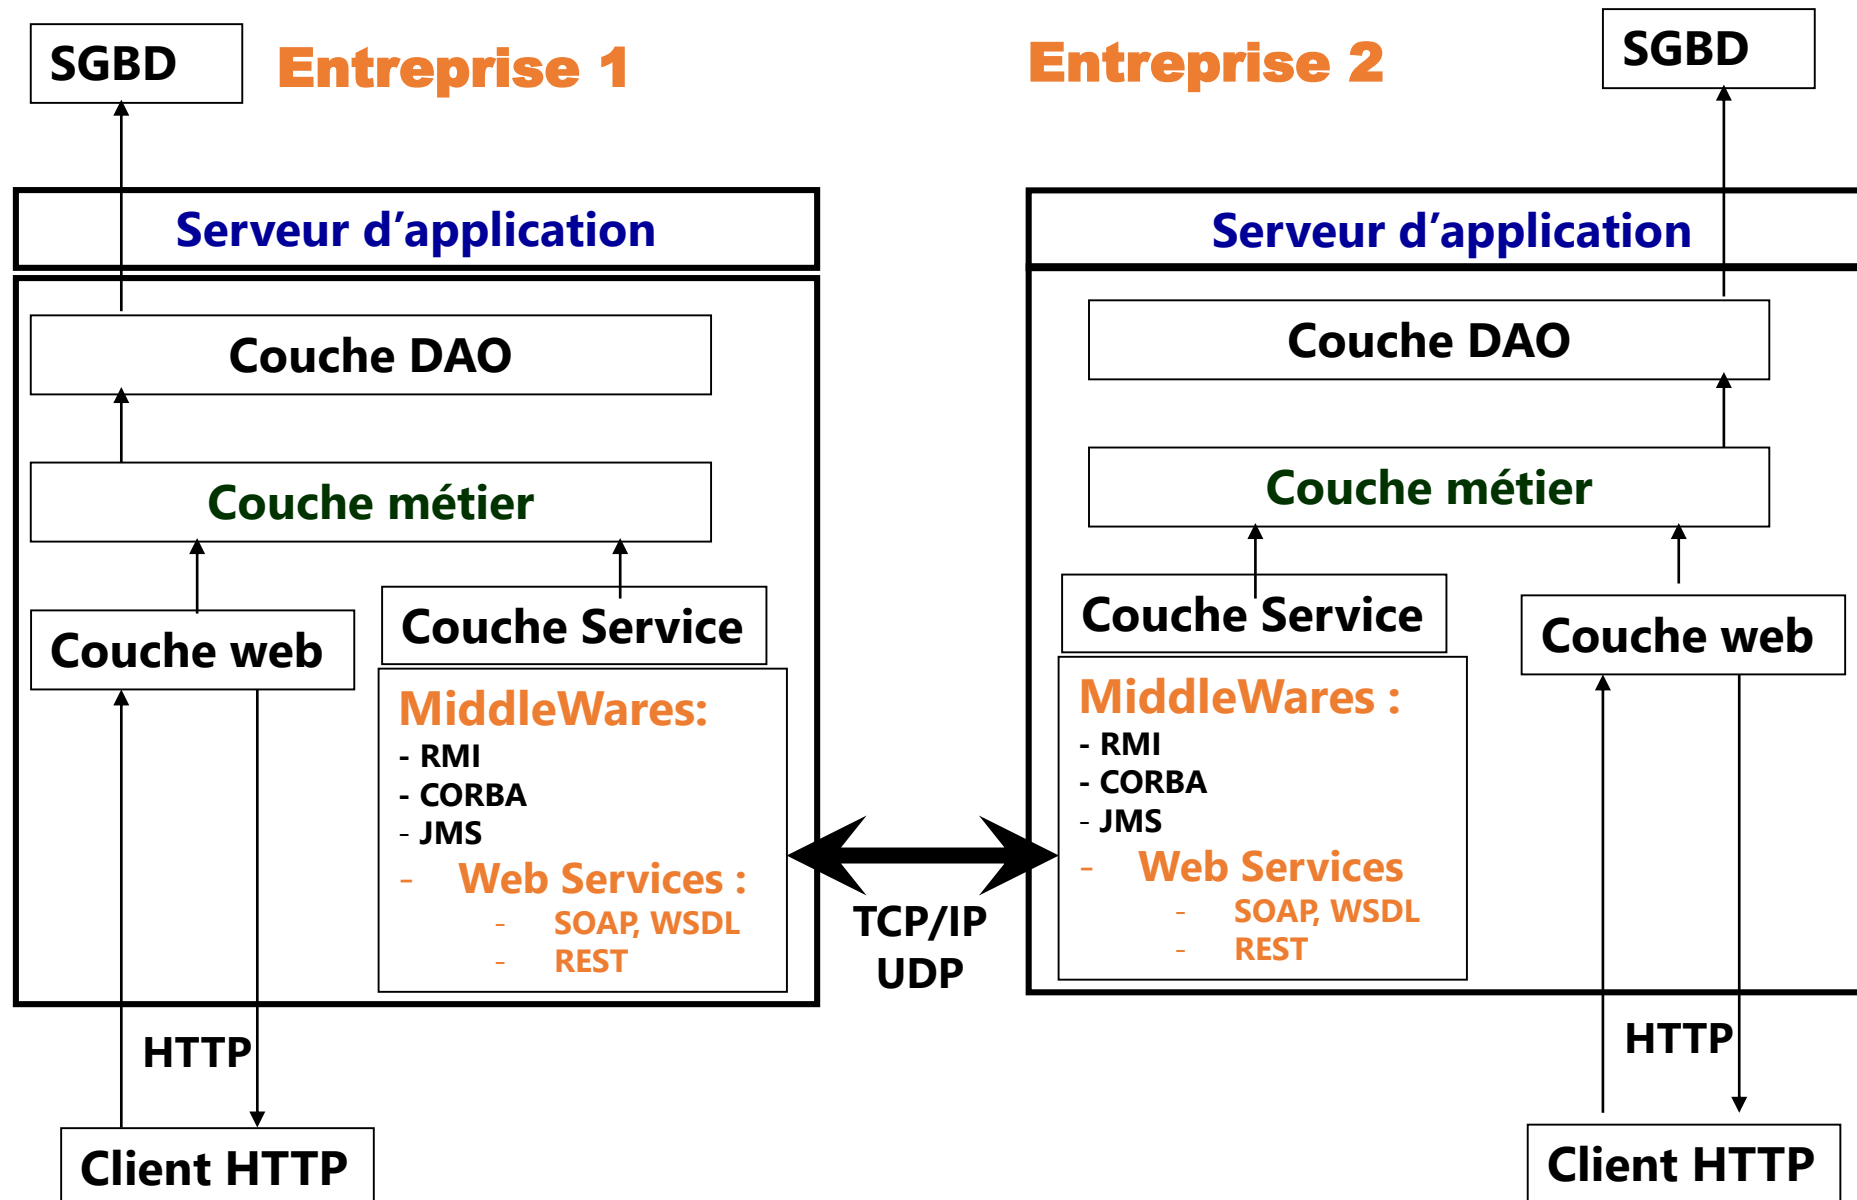 SGBD
Entreprise 1
Serveur d’application
Couche DAO
Couche métier
Couche web
Couche Service
MiddleWares:
- RMI
- CORBA
- JMS
- Web Services :
- SOAP, WSDL
- REST
HTTP
Client HTTP
TCP/IP
UDP
Entreprise 2
SGBD
Serveur d’application
Couche DAO
Couche métier
Couche Service
Couche web
MiddleWares :
- RMI
- CORBA
- JMS
- Web Services
- SOAP, WSDL
- REST
HTTP
Client HTTP